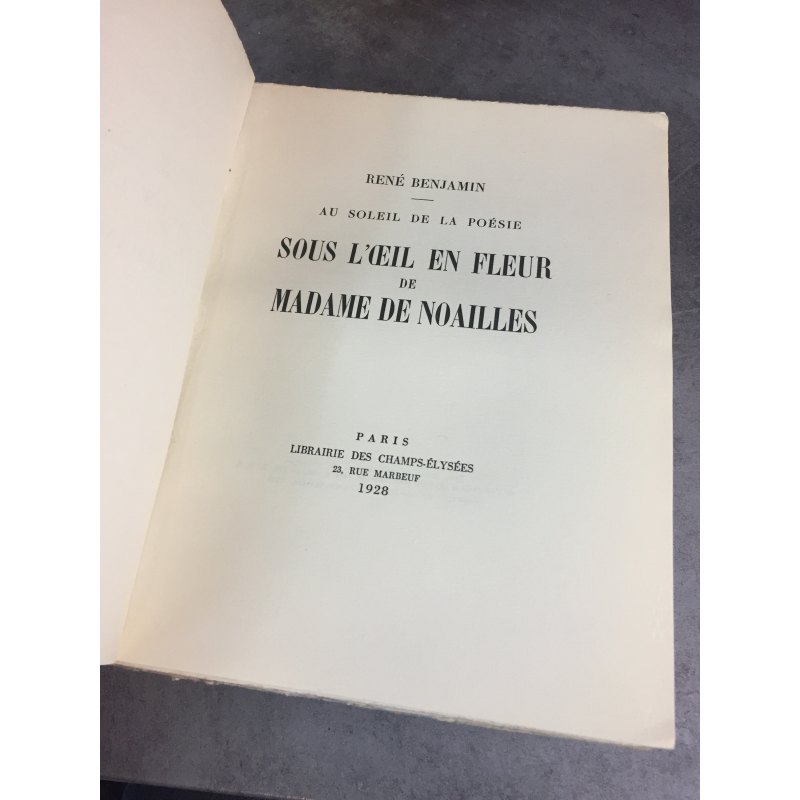 RENÉ BENJAMIN
AU SOLEIL DE LA POÉSIE
SOUS L'ŒIL EN FLEUR
DE
MADAME DE NOAILLES
PARIS
LIBRAIRIE DES CHAMPS-ÉLYSÉES
23, RUE MARBEUF
1928